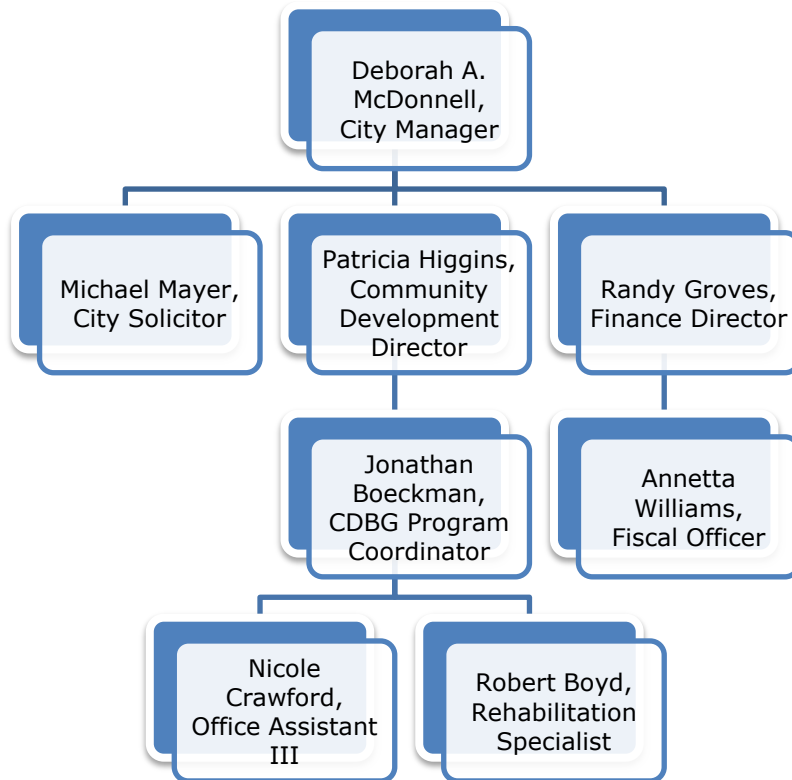 Deborah A.
McDonnell,
City Manager
Michael Mayer,
City Solicitor
Patricia Higgins,
Community
Development
Director
Randy Groves,
Finance Director
Jonathan
Boeckman,
CDBG Program
Coordinator
Annetta
Williams,
Fiscal Officer
Nicole
Crawford,
Office Assistant
III
Robert Boyd,
Rehabilitation
Specialist